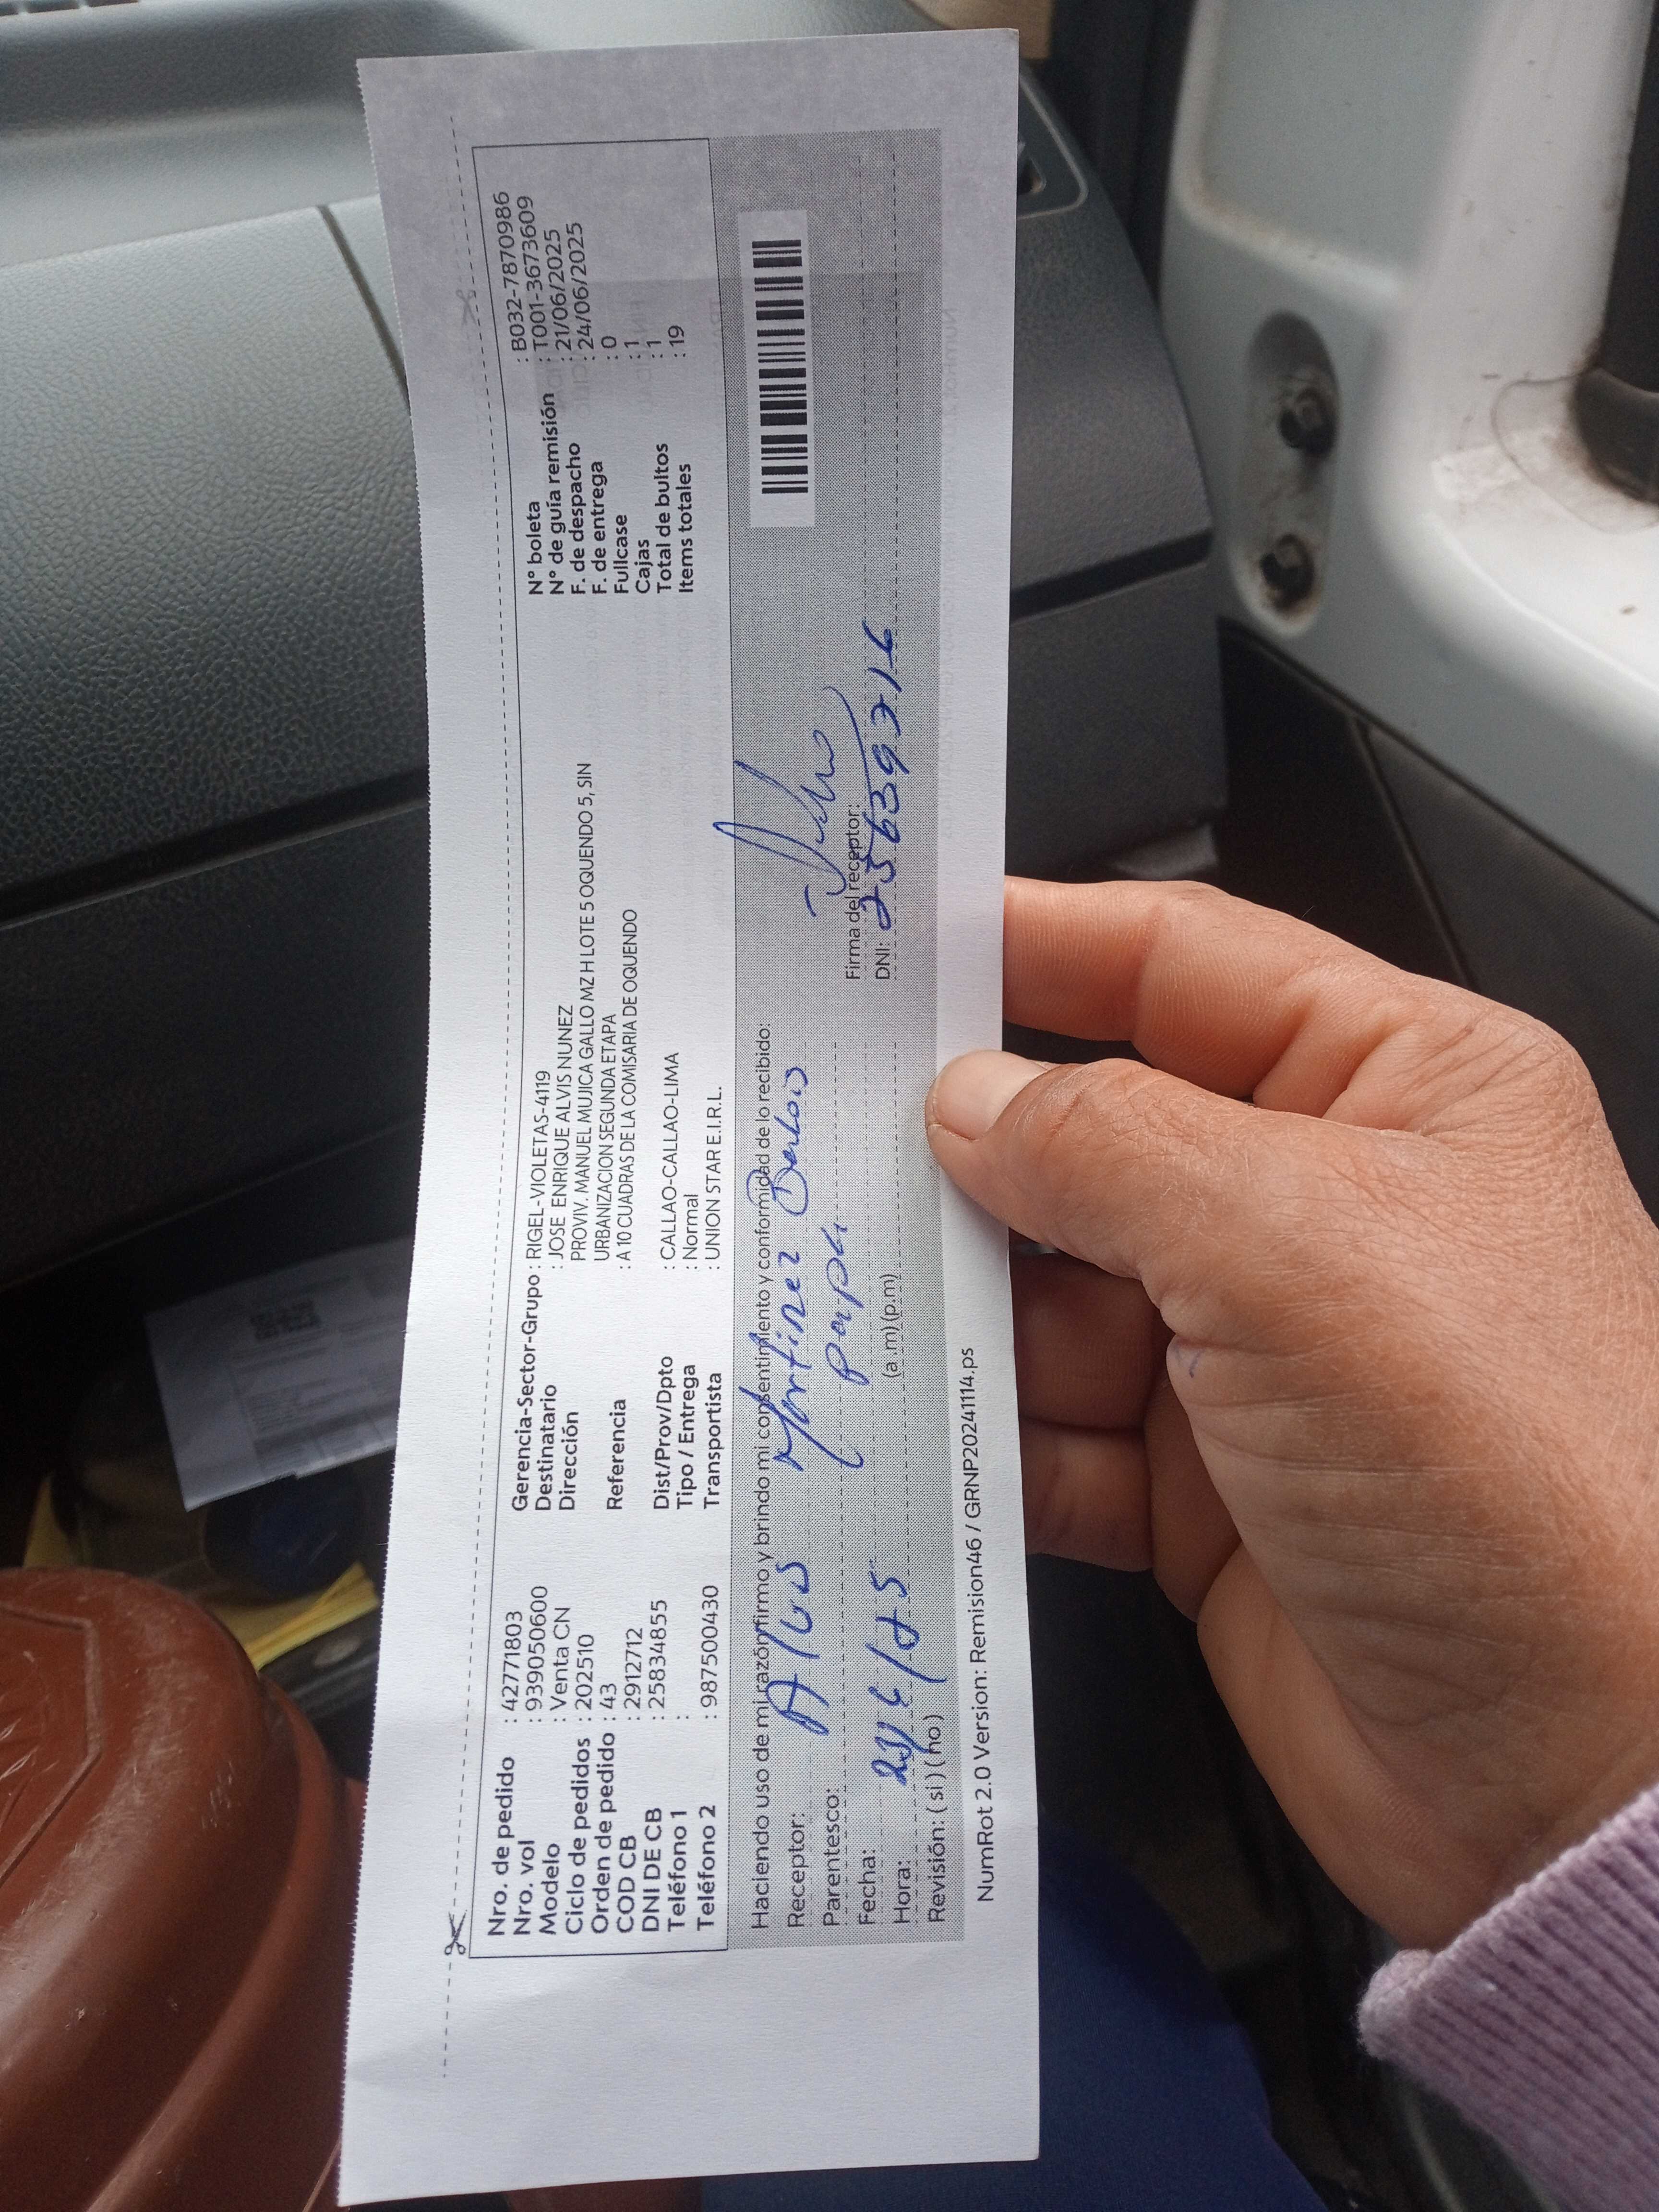 Nro. de pedido : 42771803
Nro. vol : 93905060​0
Modelo : Venta CN
Ciclo de pedidos : 202510
Orden de pedido : 43
COD CB : 2912712
DNI DE CB : 25834855
Teléfono 1 :
Teléfono 2 : 987500430
Gerencia-Sector-Grupo : RIGEL-VIOLETAS-4119
Destinatario : JOSE ENRIQUE ALVIS NUNEZ
Dirección PROVIV. MANUEL MUJICA GALLO MZ H LOTE 5 OQUENDO 5, SIN
URBANIZACION SEGUNDA ETAPA
Referencia : A 10 CUADRAS DE LA COMISARIA DE OQUENDO
Dist/Prov/Dpto : CALLAO-CALLAO-LIMA
Tipo / Entrega : Normal
Transportista : UNION STAR E.I.R.L.
N° boleta : B032-7870986
N° de guía remisión : T001-3673609
F. de despacho : 21/06/2025
F. de entrega : 24/06/2025
Fullcase : 0
Cajas : 1
Total de bultos : 1
Items totales : 19
Haciendo uso de mi razón firmo y brindo mi consentimiento y conformidad de lo recibido:
Receptor: Alvis Martinez
Parentesco: papa
Fecha:
Hora: (a.m) (p.m)
Revisión: ( si ) ( no )
Firma del receptor:
DNI: 25639716
NumRot 2.0 Version: Remision46 / GRNP20241114.ps